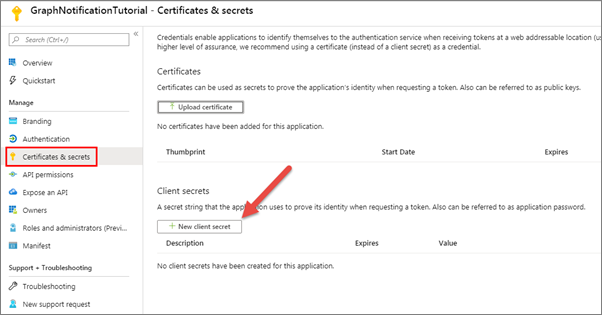 GraphNotificationTutorial - Certificates & secrets
Search (Ctrl+/)
«
Overview
Quickstart
Manage
Branding
Authentication
Certificates & secrets
API permissions
Expose an API
Owners
Roles and administrators (Previ...
Manifest
Support + Troubleshooting
Troubleshooting
New support request
Credentials enable applications to identify themselves to the authentication service when receiving tokens at a web addressable location (us
higher level of assurance, we recommend using a certificate (instead of a client secret) as a credential.
Certificates
Certificates can be used as secrets to prove the application's identity when requesting a token. Also can be referred to as public keys.
Upload certificate
No certificates have been added for this application.
Thumbprint Start Date Expires
Client secrets
A secret string that the application uses to prove its identity when requesting a token. Also can be referred to as application password.
New client secret
Description Expires Value
No client secrets have been created for this application.